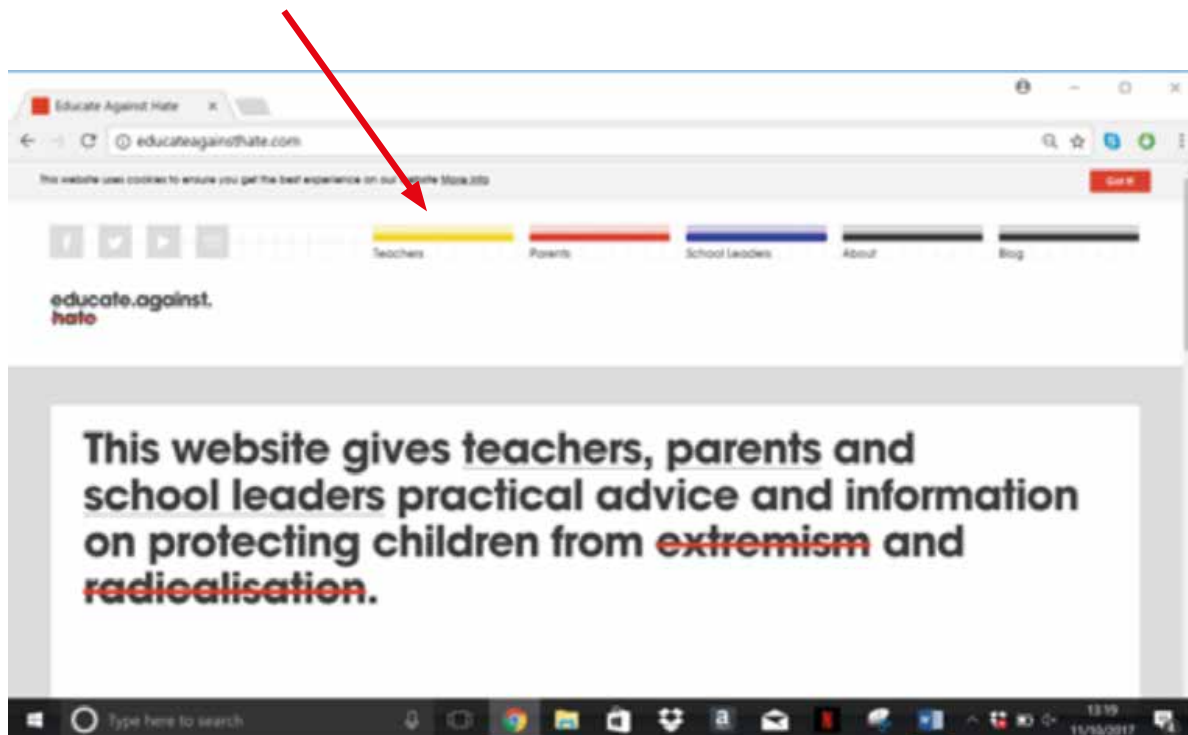 Educate Against Hate
educateagainsthate.com
This website uses cookies to ensure you get the best experience on our website More info
Got it
Teachers
Parents
School Leaders
About
Blog
educate.against.
hate
This website gives teachers, parents and
school leaders practical advice and information
on protecting children from extremism and
radicalisation.
Type here to search
13:19
11/10/2017